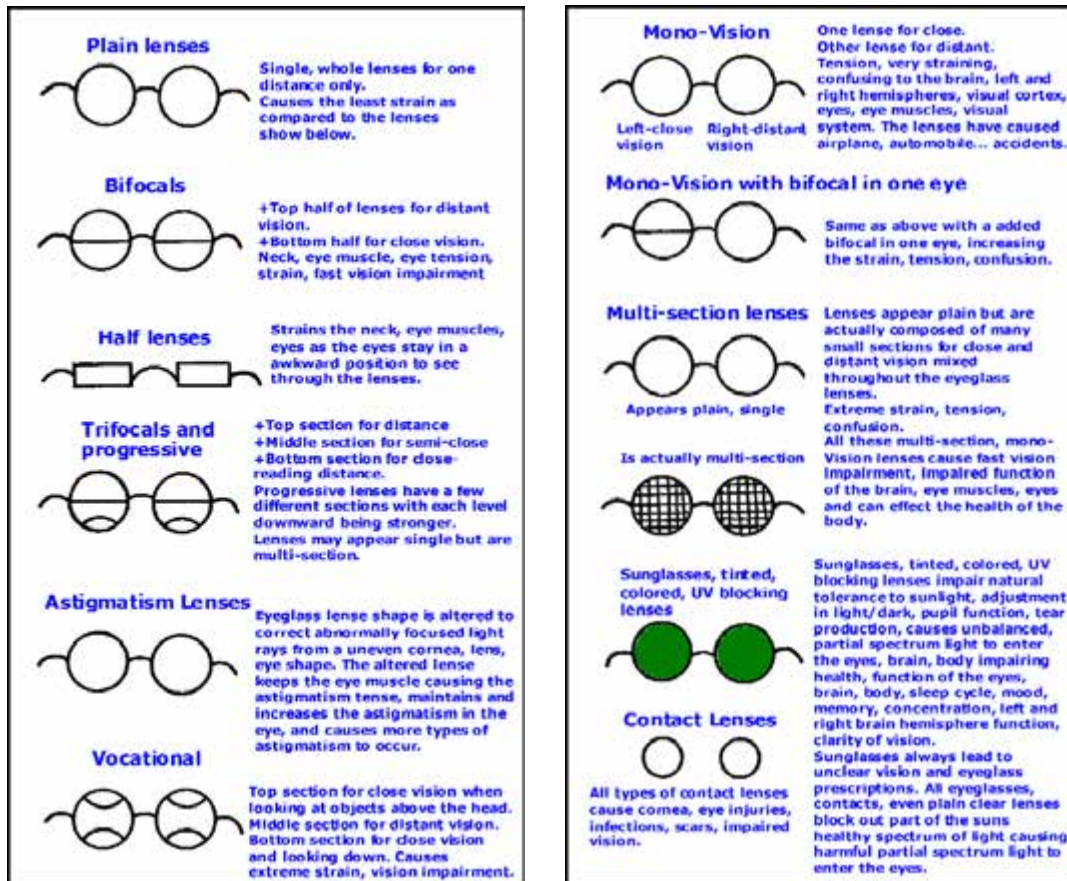 Plain lenses
Single, whole lenses for one
distance only.
Causes the least strain as
compared to the lenses
show below.
Bifocals
+Top half of lenses for distant
vision.
+Bottom half for close vision.
Neck, eye muscle, eye tension,
strain, fast vision impairment
Half lenses
Strains the neck, eye muscles,
eyes as the eyes stay in a
awkward position to see
through the lenses.
Trifocals and
progressive
+Top section for distance
+Middle section for semi-close
+Bottom section for close-
reading distance.
Progressive lenses have a few
different sections with each level
downward being stronger.
Lenses may appear single but are
multi-section.
Astigmatism Lenses
Eyeglass lense shape is altered to
correct abnormally focused light
rays from a uneven cornea, lens,
eye shape. The altered lense
keeps the eye muscle causing the
astigmatism tense, maintains and
increases the astigmatism in the
eye, and causes more types of
astigmatism to occur.
Vocational
Top section for close vision when
looking at objects above the head.
Middle section for distant vision.
Bottom section for close vision
and looking down. Causes
extreme strain, vision impairment.
Mono-Vision
One lense for close.
Other lense for distant.
Tension, very straining,
confusing to the brain, left and
right hemispheres, visual cortex,
eyes, eye muscles, visual
system. The lenses have caused
airplane, automobile... accidents.
Left-close
vision
Right-distant
vision
Mono-Vision with bifocal in one eye
Same as above with a added
bifocal in one eye, increasing
the strain, tension, confusion.
Multi-section lenses
Lenses appear plain but are
actually composed of many
small sections for close and
distant vision mixed
throughout the eyeglass
lenses.
Extreme strain, tension,
confusion.
Appears plain, single
Is actually multi-section
All these multi-section, mono-
Vision lenses cause fast vision
impairment, impaired function
of the brain, eye muscles, eyes
and can effect the health of the
body.
Sunglasses, tinted,
colored, UV blocking
lenses
Sunglasses, tinted, colored, UV
blocking lenses impair natural
tolerance to sunlight, adjustment
in light/dark, pupil function, tear
production, causes unbalanced,
partial spectrum light to enter
the eyes, brain, body impairing
health, function of the eyes,
brain, body, sleep cycle, mood,
memory, concentration, left and
right brain hemisphere function,
clarity of vision.
Sunglasses always lead to
unclear vision and eyeglass
prescriptions. All eyeglasses,
contacts, even plain clear lenses
block out part of the suns
healthy spectrum of light causing
harmful partial spectrum light to
enter the eyes.
Contact Lenses
All types of contact lenses
cause cornea, eye injuries,
infections, scars, impaired
vision.